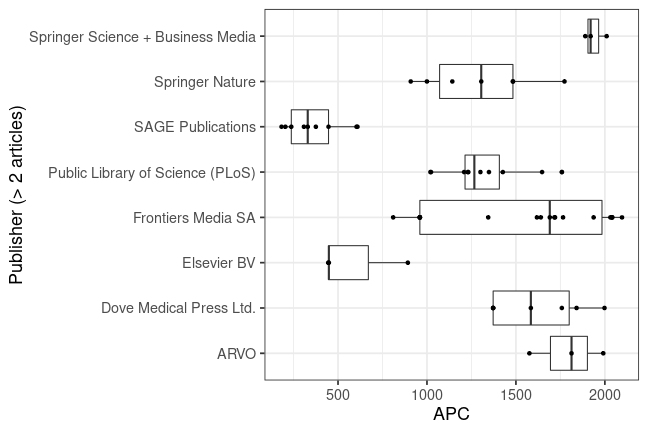 Publisher (> 2 articles)
Springer Science + Business Media
Springer Nature
SAGE Publications
Public Library of Science (PLoS)
Frontiers Media SA
Elsevier BV
Dove Medical Press Ltd.
ARVO
500 1000 1500 2000
APC